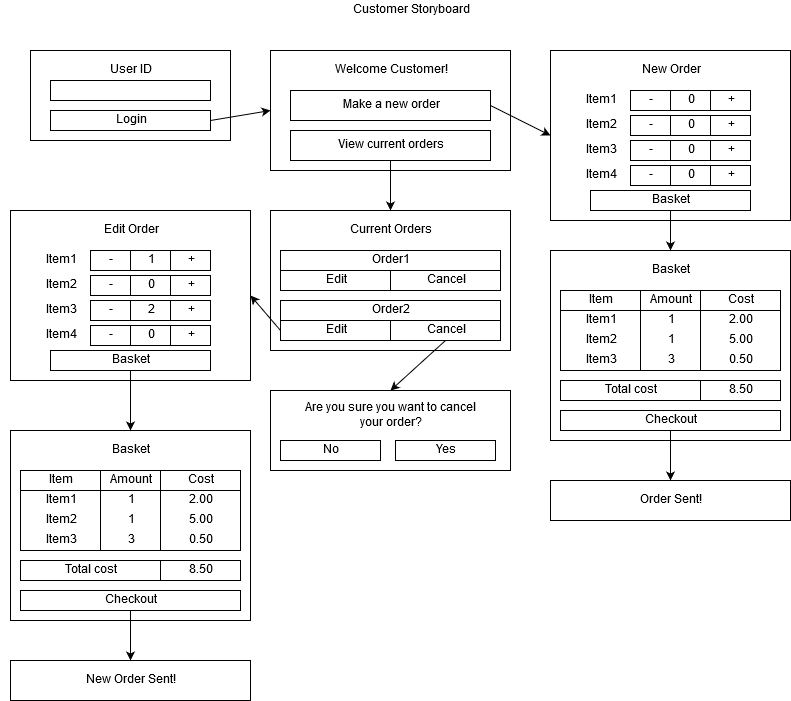 Customer Storyboard
User ID
Login
Welcome Customer!
Make a new order
View current orders
New Order
Item1 - 0 +
Item2 - 0 +
Item3 - 0 +
Item4 - 0 +
Basket
Edit Order
Item1 - 1 +
Item2 - 0 +
Item3 - 2 +
Item4 - 0 +
Basket
Current Orders
Order1
Edit Cancel
Order2
Edit Cancel
Basket
Item Amount Cost
Item1 1 2.00
Item2 1 5.00
Item3 3 0.50
Total cost 8.50
Checkout
Are you sure you want to cancel
your order?
No Yes
Basket
Item Amount Cost
Item1 1 2.00
Item2 1 5.00
Item3 3 0.50
Total cost 8.50
Checkout
Order Sent!
New Order Sent!